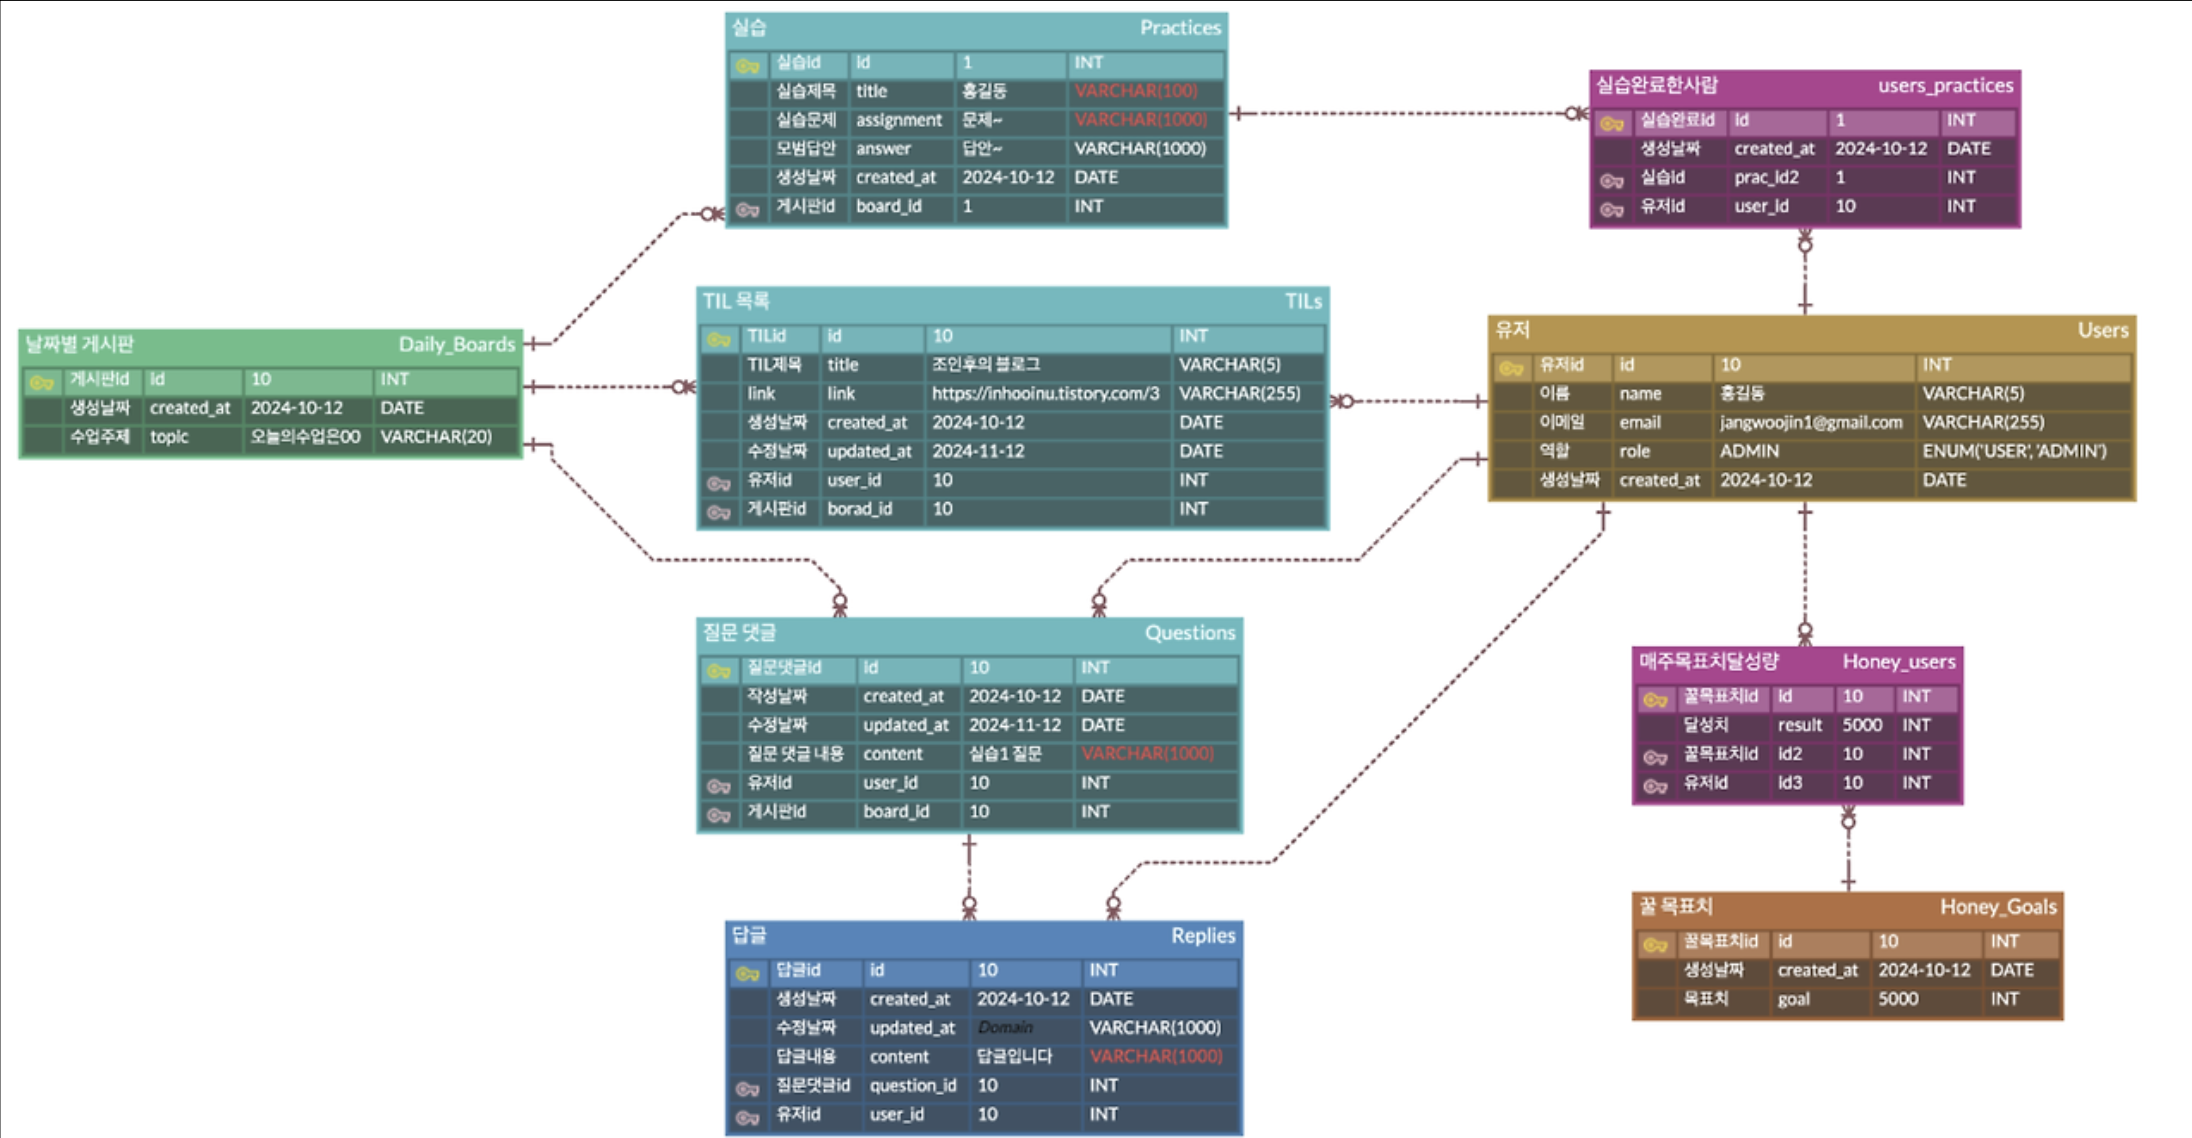 실습 Practices
실습id id 1 INT
실습제목 title 홍길동 VARCHAR(100)
실습문제 assignment 문제~ VARCHAR(1000)
모범답안 answer 답안~ VARCHAR(1000)
생성날짜 created_at 2024-10-12 DATE
게시판id board_id 1 INT
실습완료한사람 users_practices
실습완료id id 1 INT
생성날짜 created_at 2024-10-12 DATE
실습id prac_id2 1 INT
유저id user_id 10 INT
날짜별 게시판 Daily_Boards
게시판id id 10 INT
생성날짜 created_at 2024-10-12 DATE
수업주제 topic 오늘의수업은00 VARCHAR(20)
TIL 목록 TILs
TILid id 10 INT
TIL제목 title 조인후의 블로그 VARCHAR(5)
link link https://inhooinu.tistory.com/3 VARCHAR(255)
생성날짜 created_at 2024-10-12 DATE
수정날짜 updated_at 2024-11-12 DATE
유저id user_id 10 INT
게시판id borad_id 10 INT
유저 Users
유저id id 10 INT
이름 name 홍길동 VARCHAR(5)
이메일 email jangwoojin1@gmail.com VARCHAR(255)
역할 role ADMIN ENUM('USER', 'ADMIN')
생성날짜 created_at 2024-10-12 DATE
질문 댓글 Questions
질문댓글id id 10 INT
작성날짜 created_at 2024-10-12 DATE
수정날짜 updated_at 2024-11-12 DATE
질문 댓글 내용 content 실습1 질문 VARCHAR(1000)
유저id user_id 10 INT
게시판id board_id 10 INT
매주목표치달성량 Honey_users
꿀목표치id id 10 INT
달성치 result 5000 INT
꿀목표치id id2 10 INT
유저id id3 10 INT
꿀 목표치 Honey_Goals
꿀목표치id id 10 INT
생성날짜 created_at 2024-10-12 DATE
목표치 goal 5000 INT
답글 Replies
답글id id 10 INT
생성날짜 created_at 2024-10-12 DATE
수정날짜 updated_at Domain VARCHAR(1000)
답글내용 content 답글입니다 VARCHAR(1000)
질문댓글id question_id 10 INT
유저id user_id 10 INT